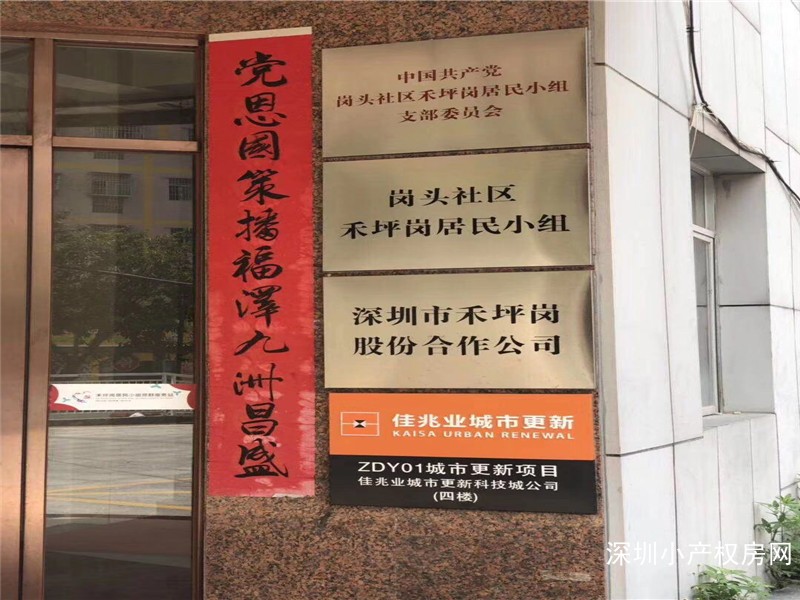 党恩国策播福泽九洲昌盛
中国共产党
岗头社区禾坪岗居民小组
支部委员会
岗头社区
禾坪岗居民小组
深圳市禾坪岗
股份合作公司
佳兆业城市更新
KAISA URBAN RENEWAL
ZDY01城市更新项目
佳兆业城市更新科技城公司
(四楼)
深圳小产权房网